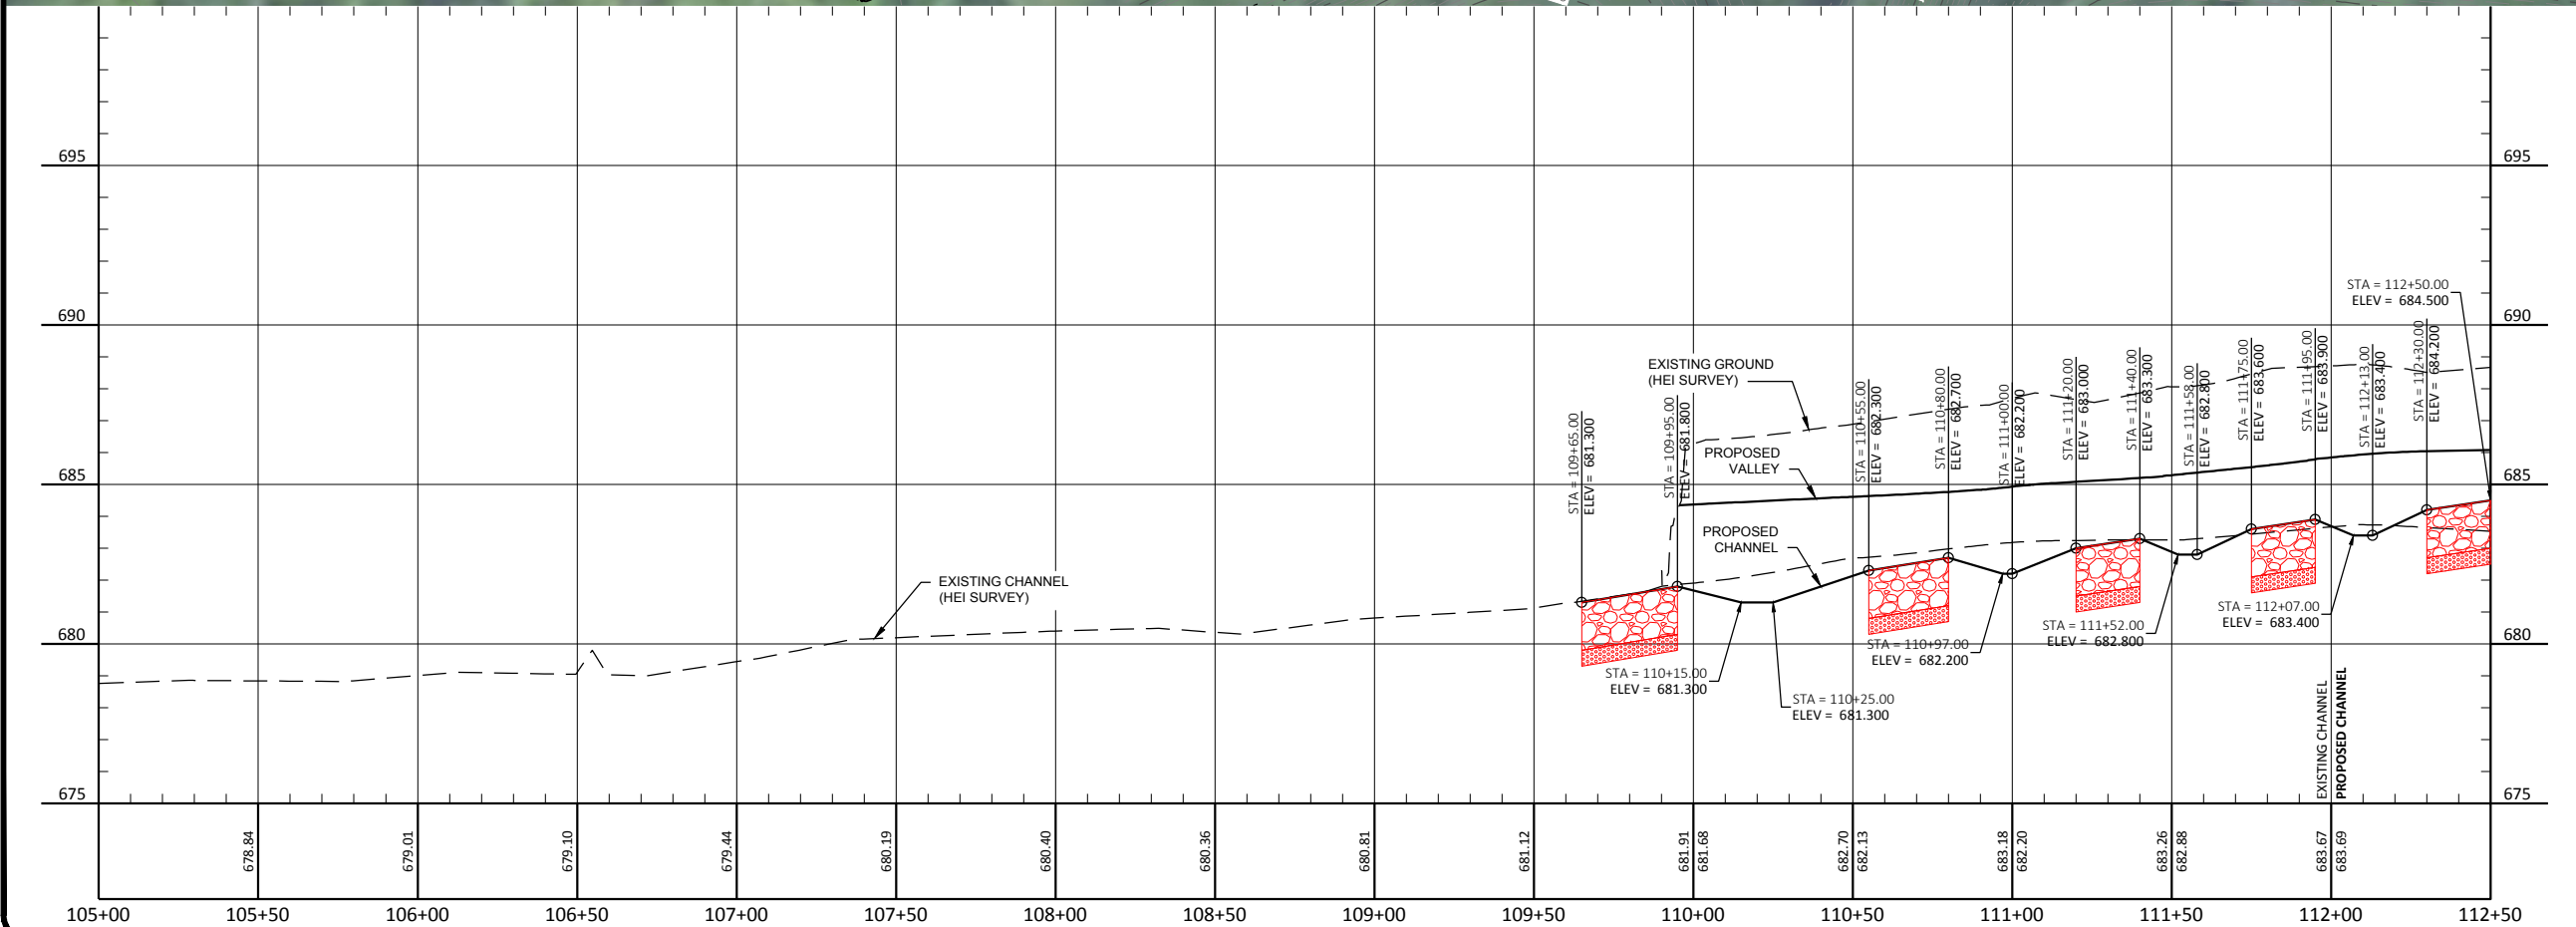 695
690
685
680
675
695
690
685
680
675
EXISTING CHANNEL
(HEI SURVEY)
EXISTING GROUND
(HEI SURVEY)
PROPOSED
VALLEY
PROPOSED
CHANNEL
STA = 109+65.00
ELEV = 681.300
STA = 109+95.00
ELEV = 681.800
STA = 110+15.00
ELEV = 681.300
STA = 110+25.00
ELEV = 681.300
STA = 110+55.00
ELEV = 682.300
STA = 110+80.00
ELEV = 682.700
STA = 110+97.00
ELEV = 682.200
STA = 111+00.00
ELEV = 682.200
STA = 111+20.00
ELEV = 683.000
STA = 111+40.00
ELEV = 683.300
STA = 111+52.00
ELEV = 682.800
STA = 111+58.00
ELEV = 682.800
STA = 111+75.00
ELEV = 683.600
STA = 111+95.00
ELEV = 683.900
STA = 112+07.00
ELEV = 683.400
STA = 112+13.00
ELEV = 683.400
STA = 112+30.00
ELEV = 684.200
STA = 112+50.00
ELEV = 684.500
EXISTING CHANNEL
PROPOSED CHANNEL
678.84
679.01
679.10
679.44
680.19
680.40
680.36
680.81
681.12
681.91
681.68
682.70
682.13
683.18
682.20
683.26
682.88
683.67
683.69
105+00
105+50
106+00
106+50
107+00
107+50
108+00
108+50
109+00
109+50
110+00
110+50
111+00
111+50
112+00
112+50